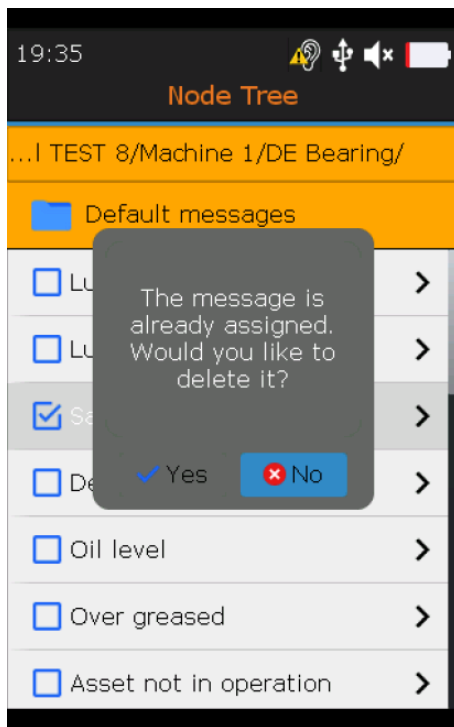 19:35
Node Tree
...l TEST 8/Machine 1/DE Bearing/
Default messages
The message is
already assigned.
Would you like to
delete it?
Yes
No
Oil level
Over greased
Asset not in operation